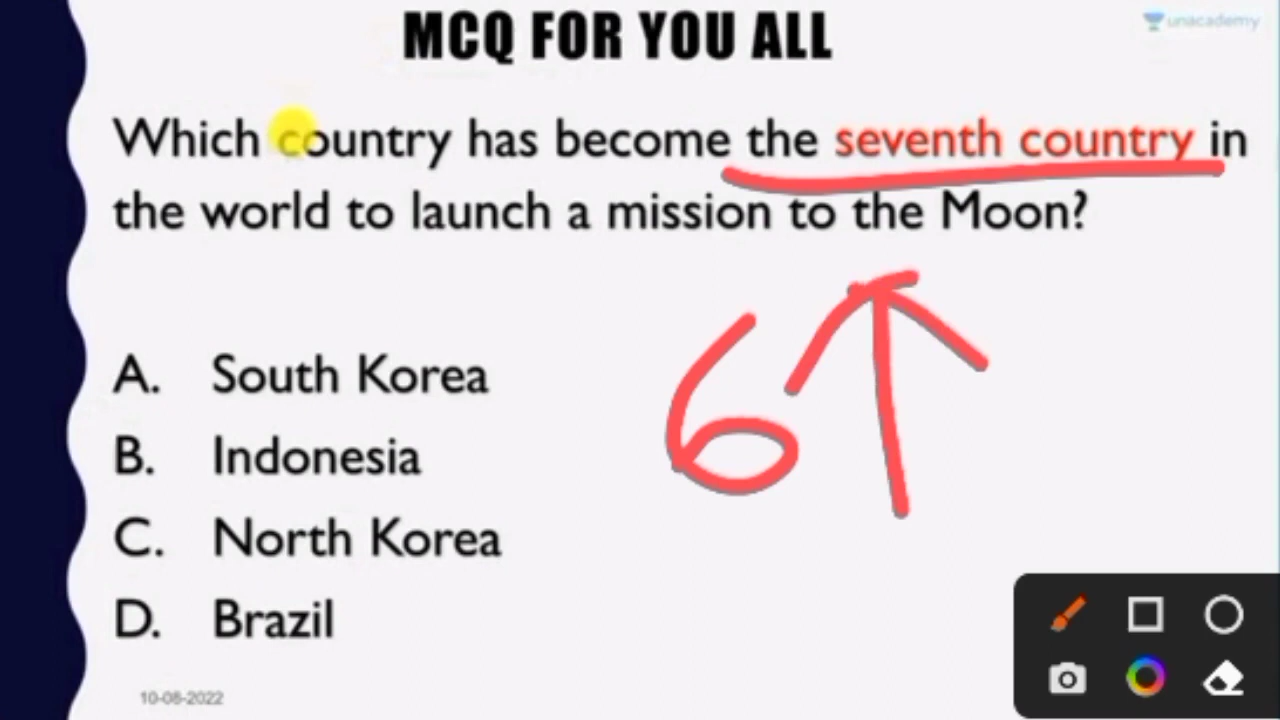 MCQ FOR YOU ALL
unacademy
Which country has become the seventh country in
the world to launch a mission to the Moon?
6
A. South Korea
B. Indonesia
C. North Korea
D. Brazil
10-08-2022